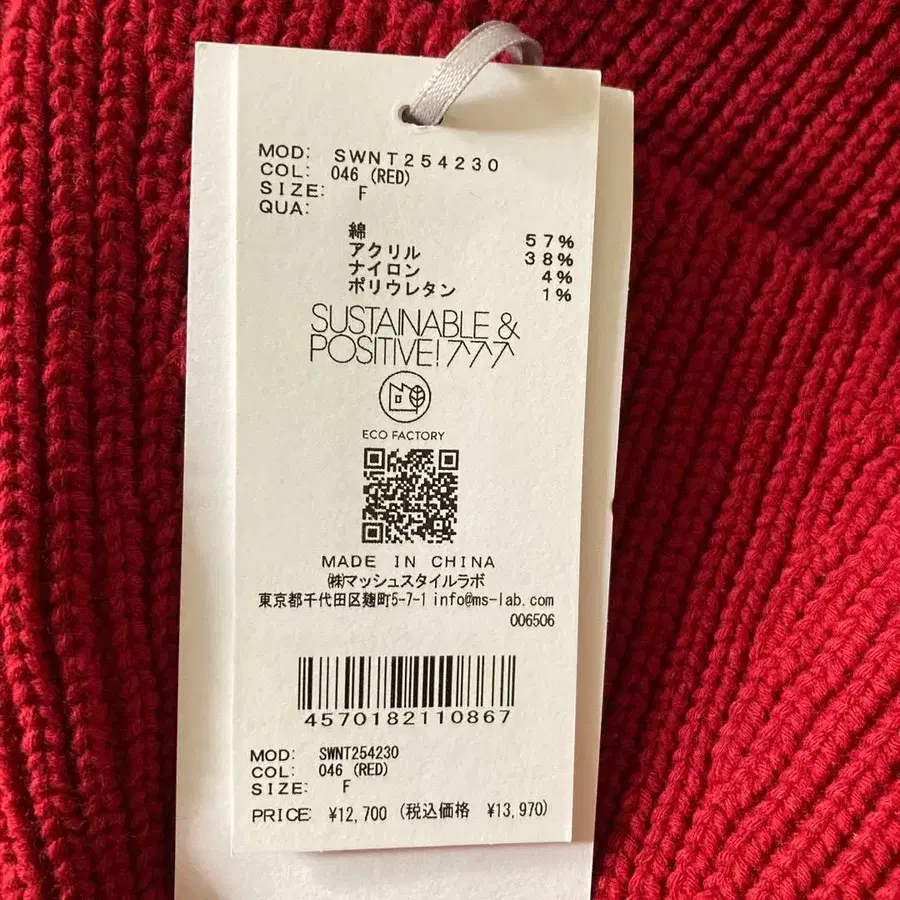 MOD: SWNT254230
COL: 046 (RED)
SIZE: F
QUA:
綿 57%
アクリル 38%
ナイロン 4%
ポリウレタン 1%
SUSTAINABLE &
POSITIVE!
ECO FACTORY
MADE IN CHINA
㈱マッシュスタイルラボ
東京都千代田区麹町5-7-1 info@ms-lab.com
006506
4570182110867
MOD: SWNT254230
COL: 046 (RED)
SIZE: F
PRICE: ¥12,700 (税込価格 ¥13,970)